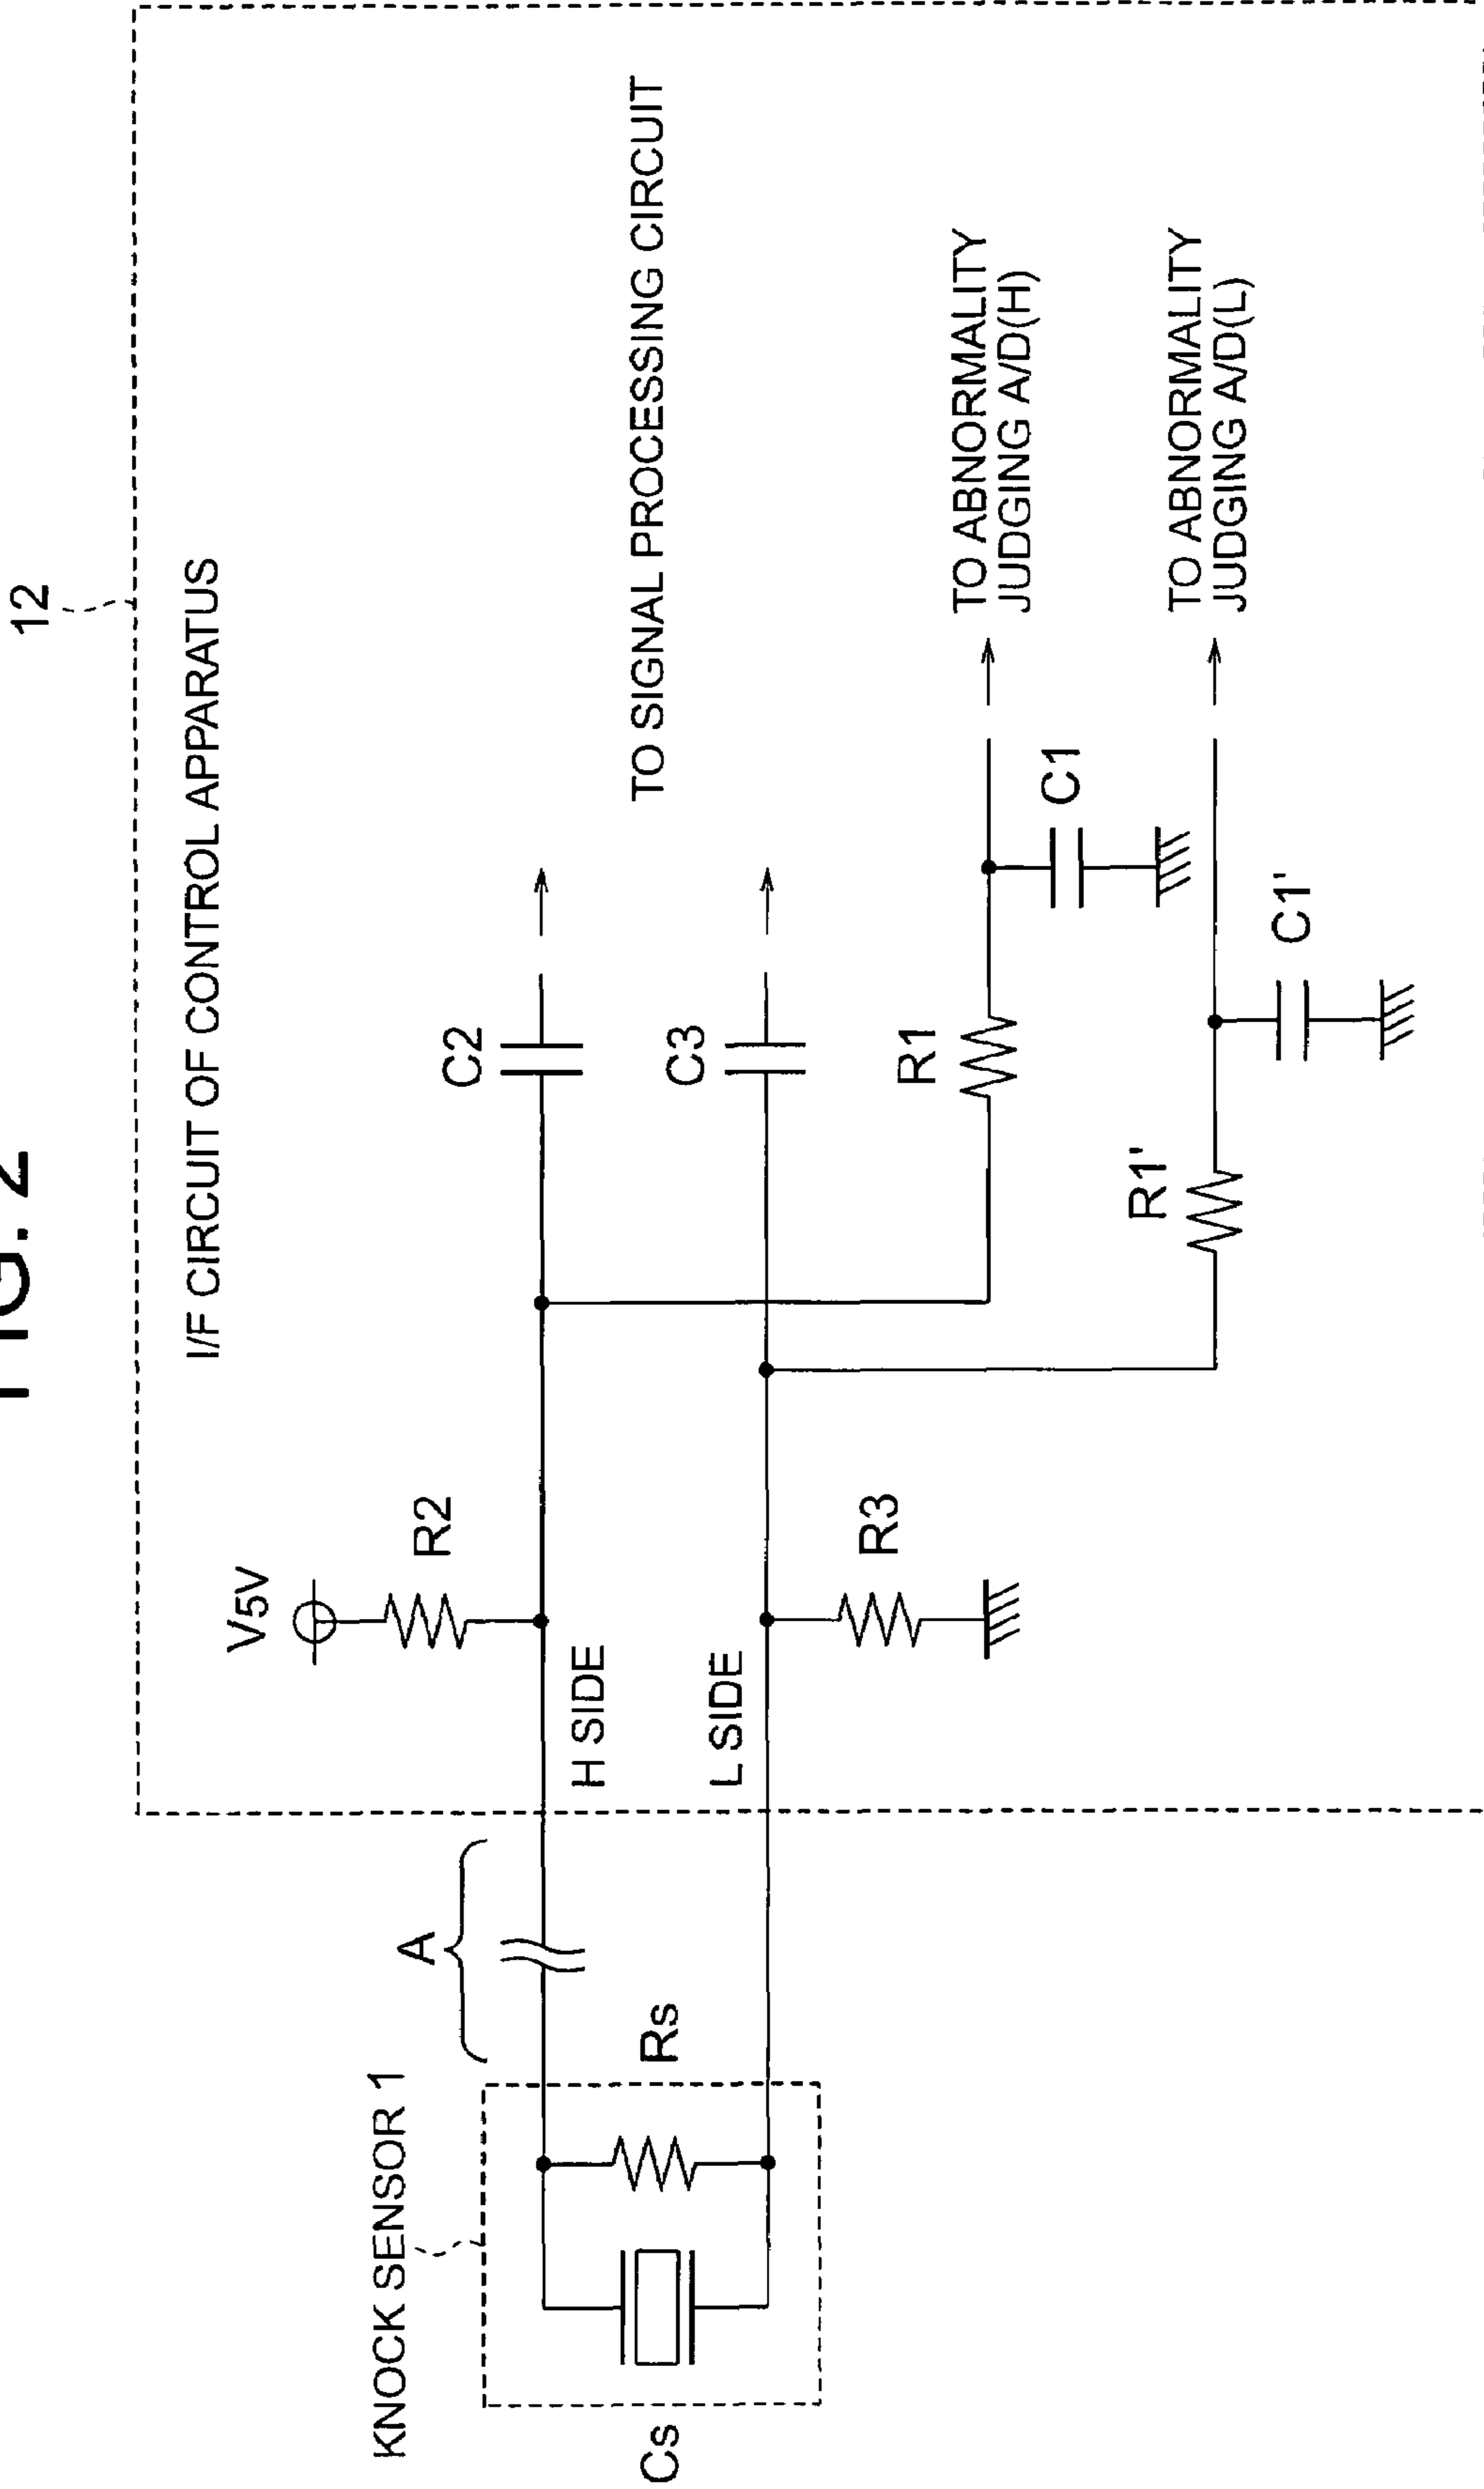 FIG. 2
12
I/F CIRCUIT OF CONTROL APPARATUS
V5V
R2
C2
TO SIGNAL PROCESSING CIRCUIT
KNOCK SENSOR 1
A
H SIDE
Cs
Rs
L SIDE
C3
R3
R1
C1
TO ABNORMALITY
JUDGING A/D(H)
R1'
C1'
TO ABNORMALITY
JUDGING A/D(L)